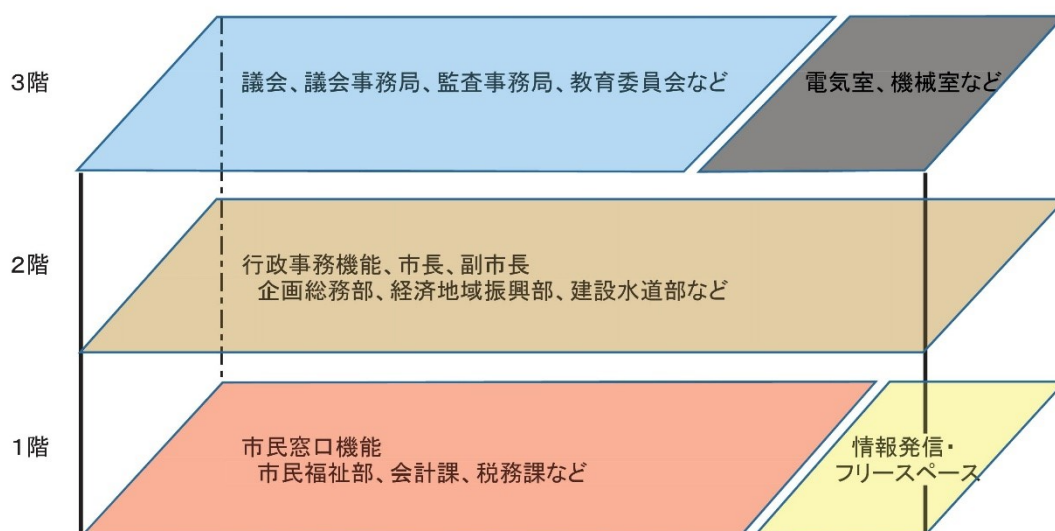 3階
議会、議会事務局、監査事務局、教育委員会など
電気室、機械室など
2階
行政事務機能、市長、副市長
企画総務部、経済地域振興部、建設水道部など
1階
市民窓口機能
市民福祉部、会計課、税務課など
情報発信・
フリースペース